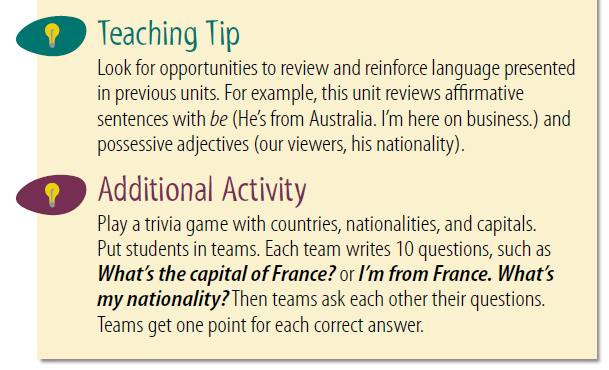 Teaching Tip
Look for opportunities to review and reinforce language presented
in previous units. For example, this unit reviews affirmative
sentences with be (He's from Australia. I'm here on business.) and
possessive adjectives (our viewers, his nationality).
Additional Activity
Play a trivia game with countries, nationalities, and capitals.
Put students in teams. Each team writes 10 questions, such as
What's the capital of France? or I'm from France. What's
my nationality? Then teams ask each other their questions.
Teams get one point for each correct answer.